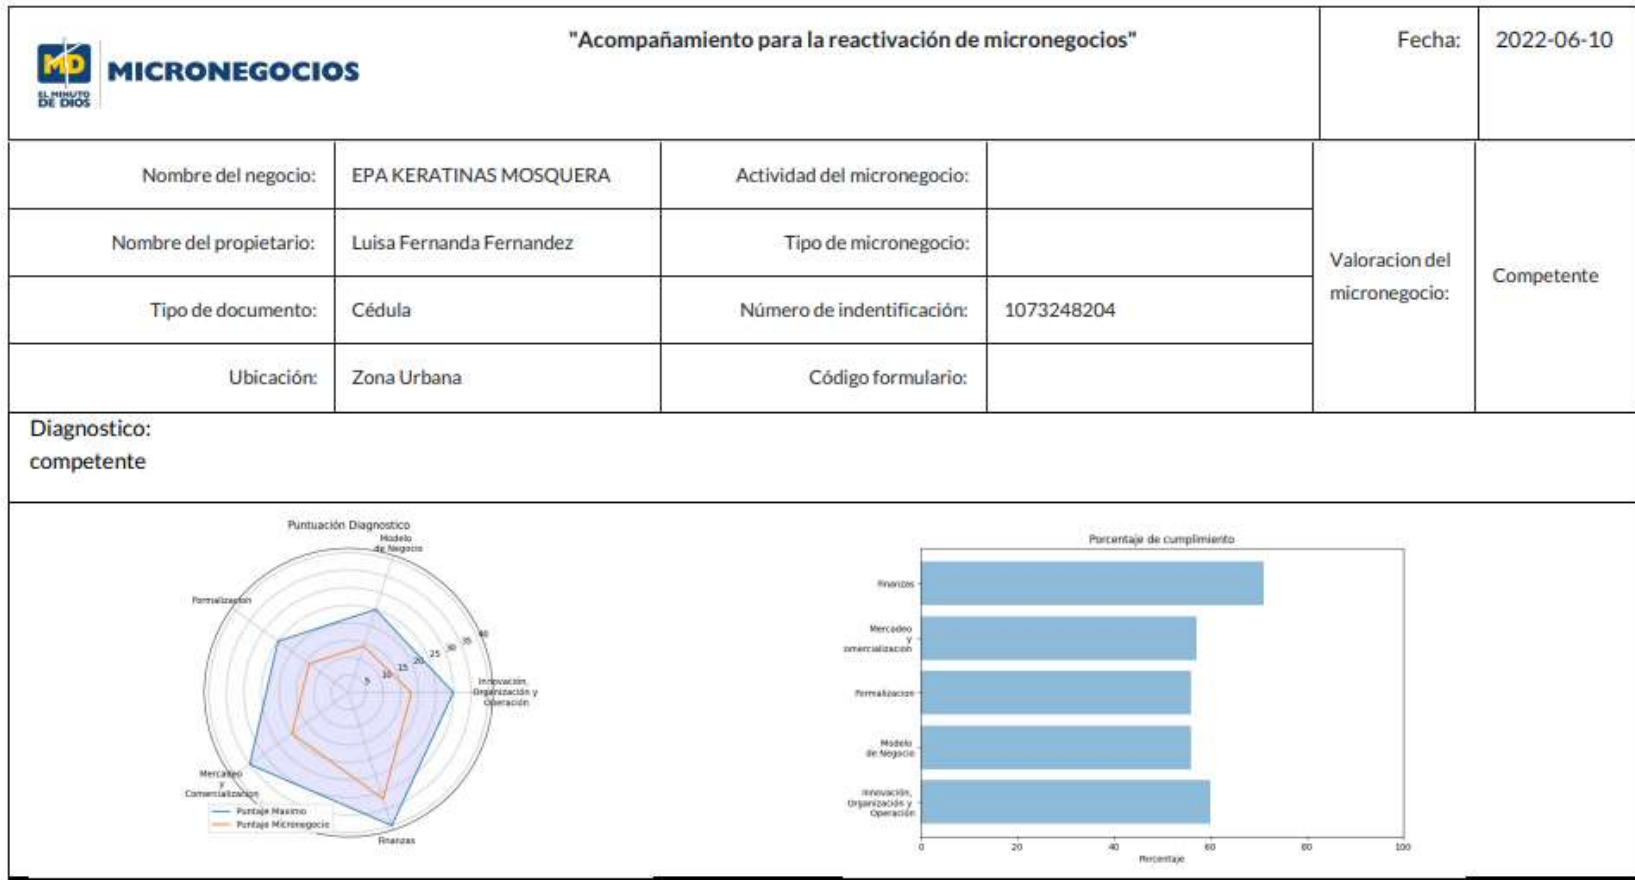 "Acompañamiento para la reactivación de micronegocios"
Fecha:
2022-06-10
MD
EL MINUTO
DE DIOS
MICRONEGOCIOS
Nombre del negocio:
EPA KERATINAS MOSQUERA
Actividad del micronegocio:
Nombre del propietario:
Luisa Fernanda Fernandez
Tipo de micronegocio:
Valoracion del
micronegocio:
Competente
Tipo de documento:
Cédula
Número de indentificación:
1073248204
Ubicación:
Zona Urbana
Código formulario:
Diagnostico:
competente
Puntuación Diagnostico
Modelo
de Negocio
Formalizacion
40
35
30
25
20
15
10
5
Innovación,
Organización y
Operación
Mercadeo
y
Comercializacion
Puntaje Maximo
Puntaje Micronegocio
Finanzas
Porcentaje de cumplimiento
Finanzas
Mercadeo
y
omercializacion
Formalizacion
Modelo
de Negocio
Innovación,
Organización y
Operación
0
20
40
60
80
100
Porcentaje